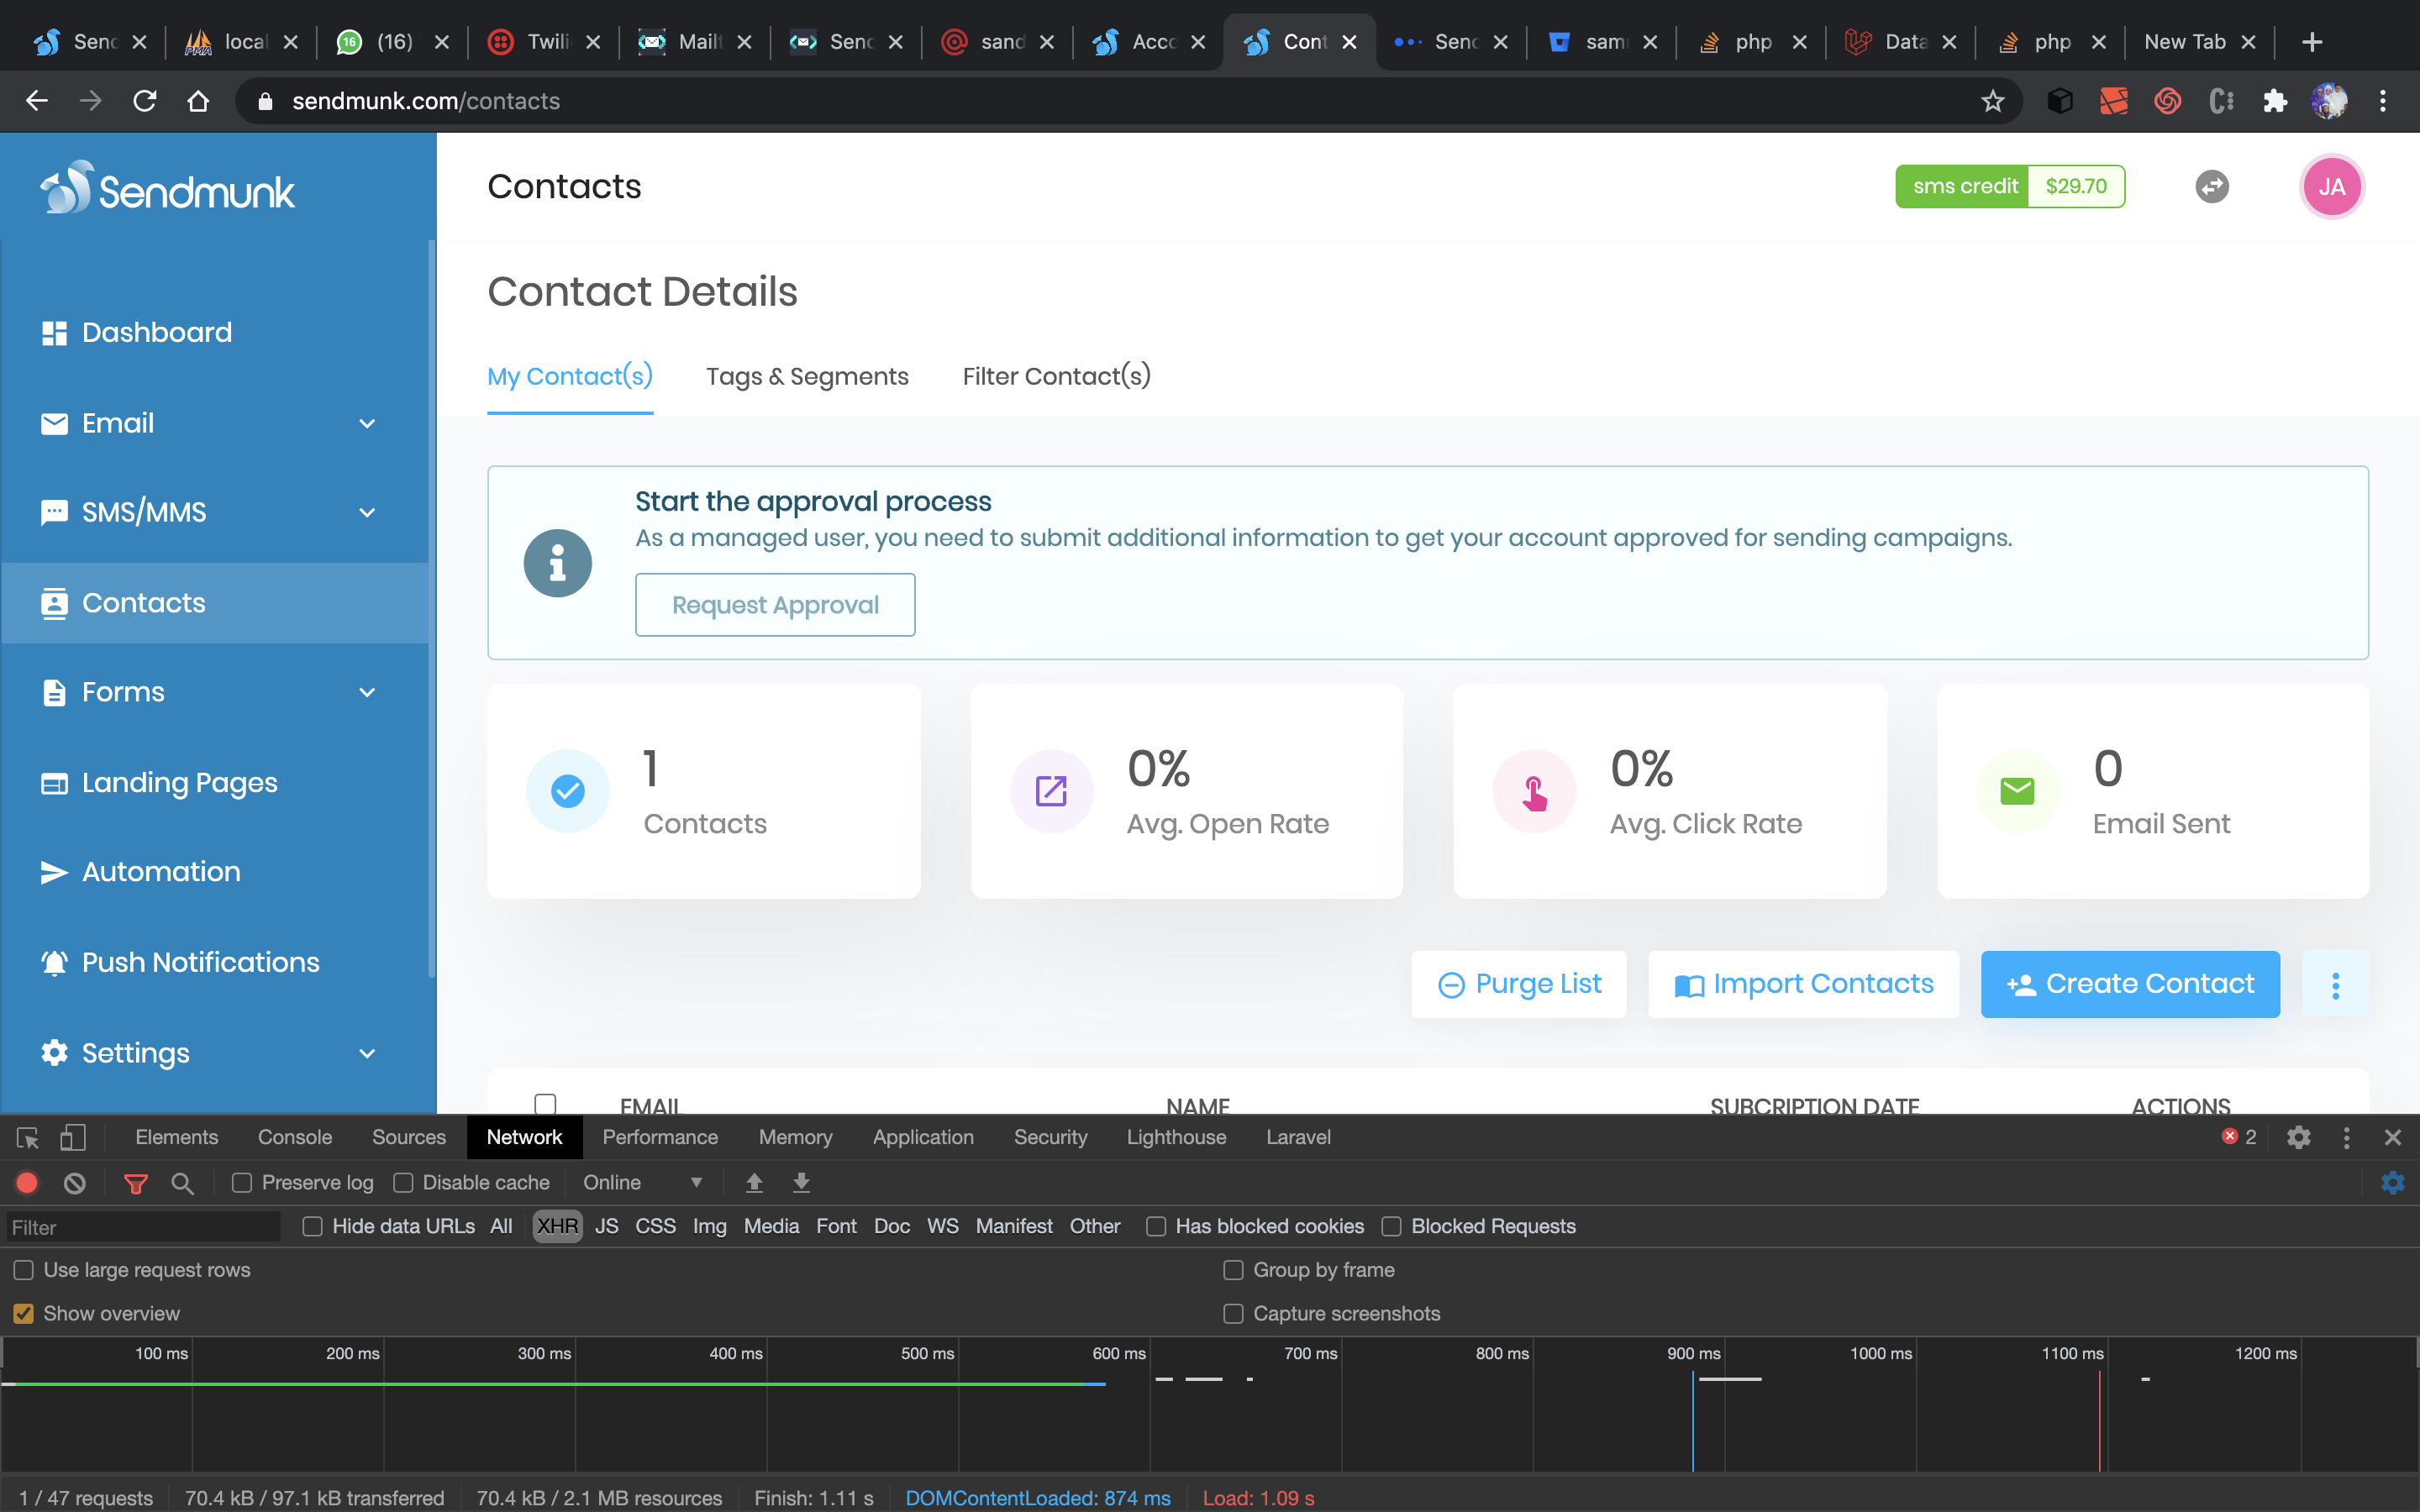 Send
local
(16)
16
Twili
Mailt
Send
sand
Acco
Cont
Send
sam
php
Data
php
New Tab
sendmunk.com/contacts
Sendmunk
Contacts
sms credit $29.70
JA
Contact Details
Dashboard
My Contact(s) Tags & Segments Filter Contact(s)
Email
SMS/MMS
Contacts
Forms
Landing Pages
Automation
Push Notifications
Settings
Start the approval process
As a managed user, you need to submit additional information to get your account approved for sending campaigns.
Request Approval
1
Contacts
0%
Avg. Open Rate
0%
Avg. Click Rate
0
Email Sent
Purge List Import Contacts Create Contact
EMAIL NAME SUBCRIPTION DATE ACTIONS
Elements Console Sources Network Performance Memory Application Security Lighthouse Laravel 2
Preserve log Disable cache Online
Filter Hide data URLs All XHR JS CSS Img Media Font Doc WS Manifest Other Has blocked cookies Blocked Requests
Use large request rows Group by frame
Show overview Capture screenshots
100 ms 200 ms 300 ms 400 ms 500 ms 600 ms 700 ms 800 ms 900 ms 1000 ms 1100 ms 1200 ms
1 / 47 requests 70.4 kB / 97.1 kB transferred 70.4 kB / 2.1 MB resources Finish: 1.11 s DOMContentLoaded: 874 ms Load: 1.09 s